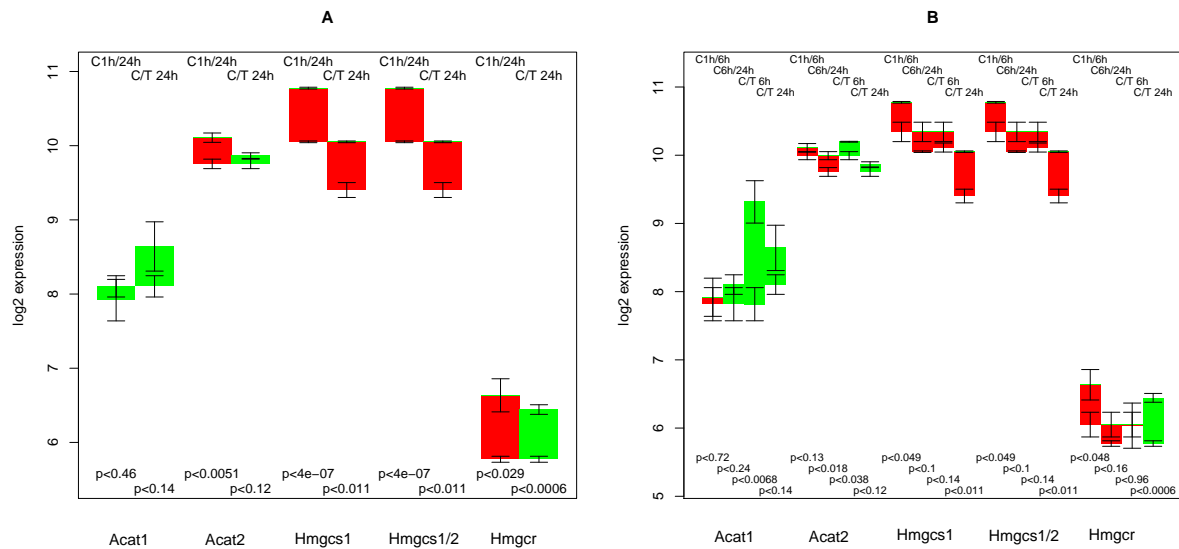 A
C1h/24h C1h/24h C1h/24h C1h/24h C1h/24h
C/T 24h C/T 24h C/T 24h C/T 24h C/T 24h
log2 expression
11
10
9
8
7
6
p<0.46 p<0.0051 p<4e−07 p<4e−07 p<0.029
p<0.14 p<0.12 p<0.011 p<0.011 p<0.0006
Acat1 Acat2 Hmgcs1 Hmgcs1/2 Hmgcr
B
C1h/6h C1h/6h C1h/6h C1h/6h C1h/6h
C6h/24h C6h/24h C6h/24h C6h/24h C6h/24h
C/T 6h C/T 6h C/T 6h C/T 6h C/T 6h
C/T 24h C/T 24h C/T 24h C/T 24h C/T 24h
log2 expression
11
10
9
8
7
6
5
p<0.72 p<0.13 p<0.049 p<0.049 p<0.048
p<0.24 p<0.018 p<0.1 p<0.1 p<0.16
p<0.0068 p<0.038 p<0.14 p<0.14 p<0.96
p<0.14 p<0.12 p<0.011 p<0.011 p<0.0006
Acat1 Acat2 Hmgcs1 Hmgcs1/2 Hmgcr